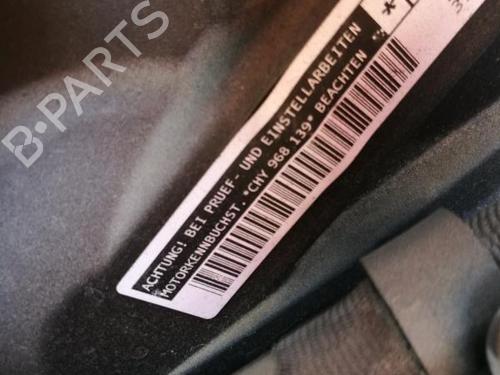 B·PARTS
ACHTUNG! BEI PRUEF- UND EINSTELLARBEITEN
MOTORKENNBUCHST. *CHY 968 139* BEACHTEN